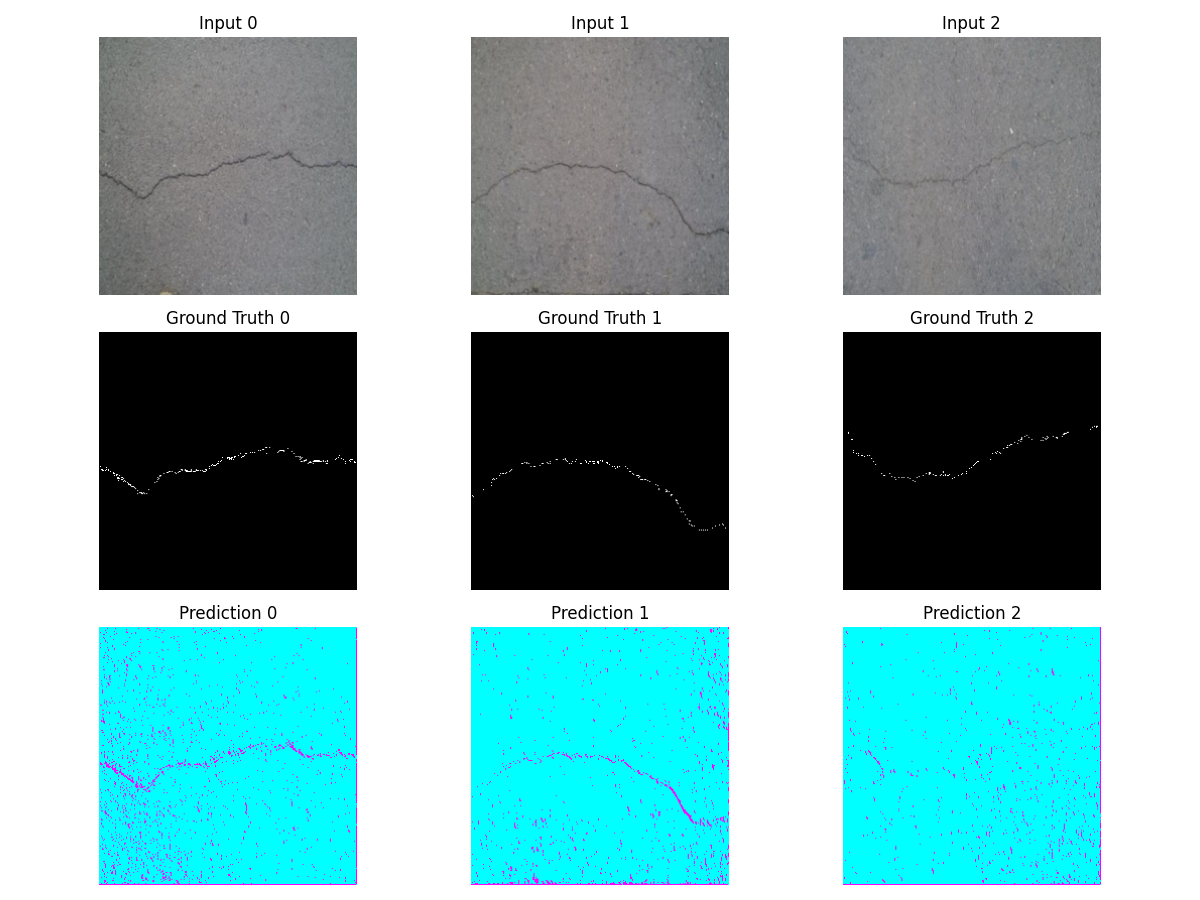 Input 0
Input 1
Input 2
Ground Truth 0
Ground Truth 1
Ground Truth 2
Prediction 0
Prediction 1
Prediction 2